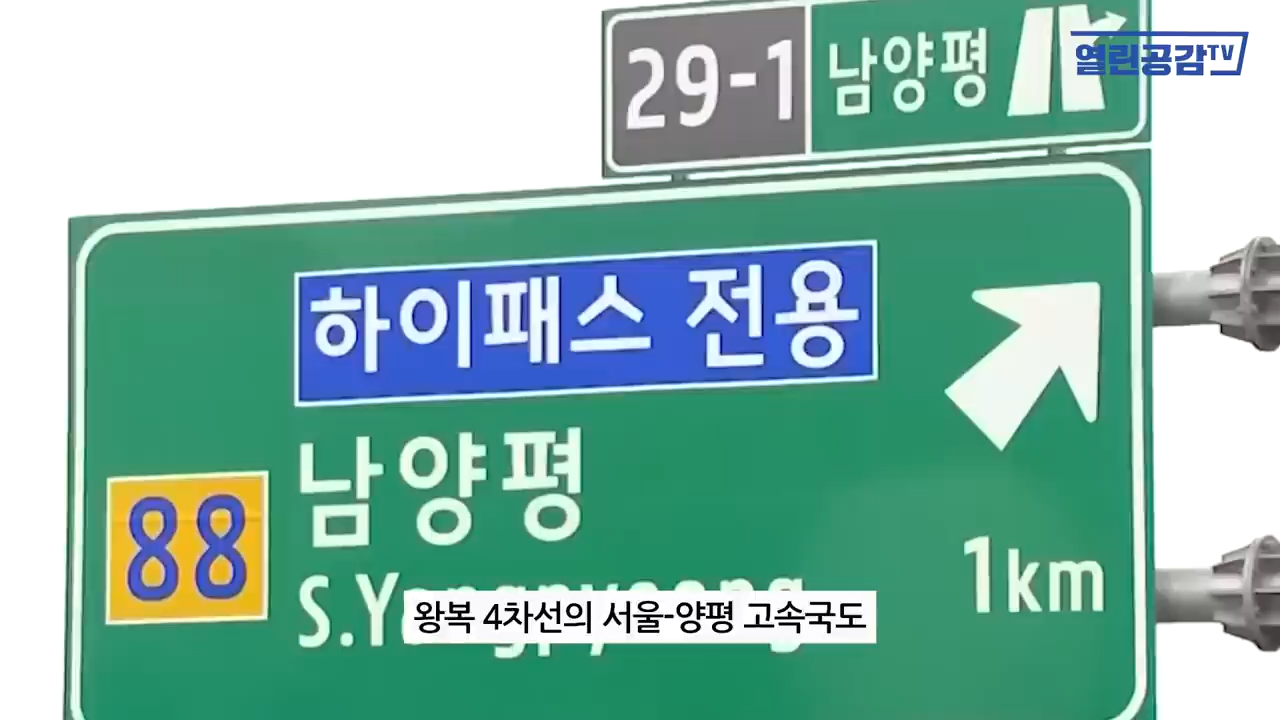 29-1 남양평
열린공감TV
하이패스 전용
88 남양평
1km
왕복 4차선의 서울-양평 고속국도